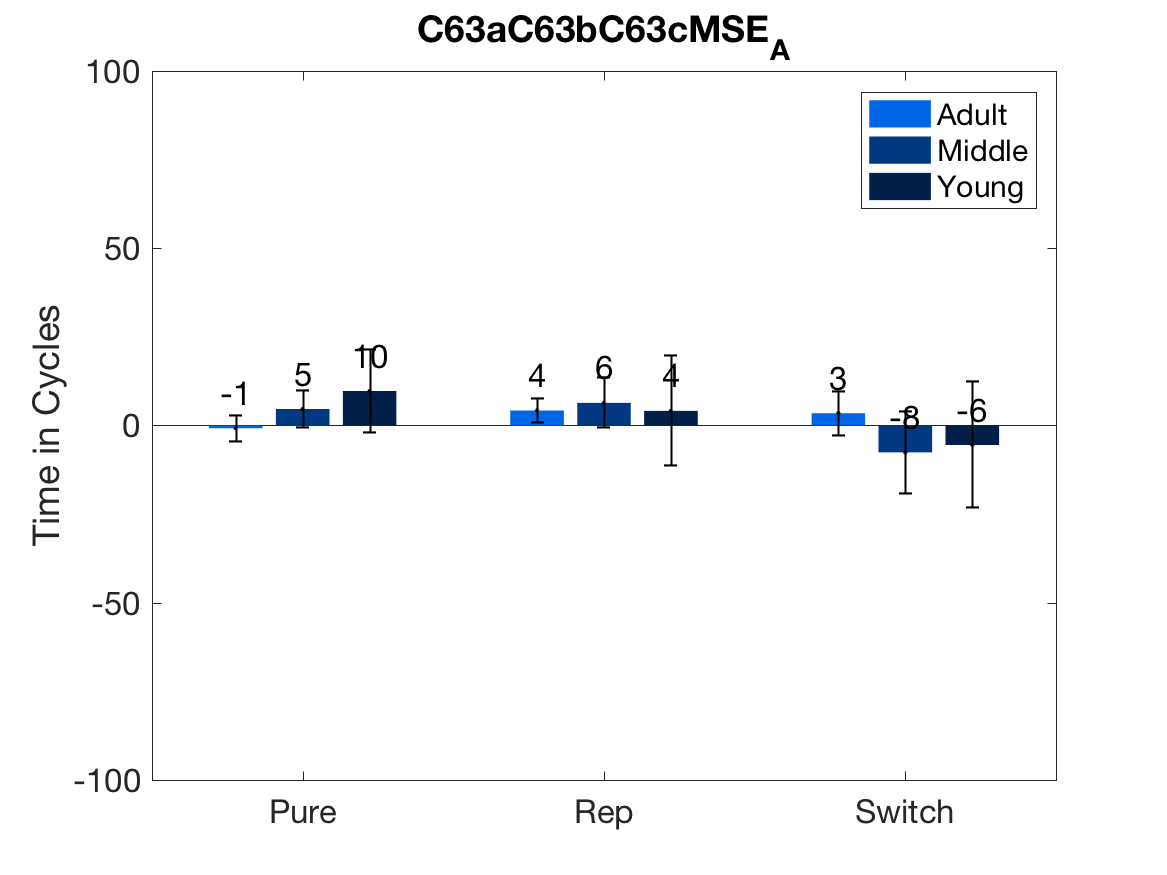 C63aC63bC63cMSE_A
100
50
0
-50
-100
Time in Cycles
Adult
Middle
Young
-1
5
10
4
6
4
3
-8
-6
Pure
Rep
Switch